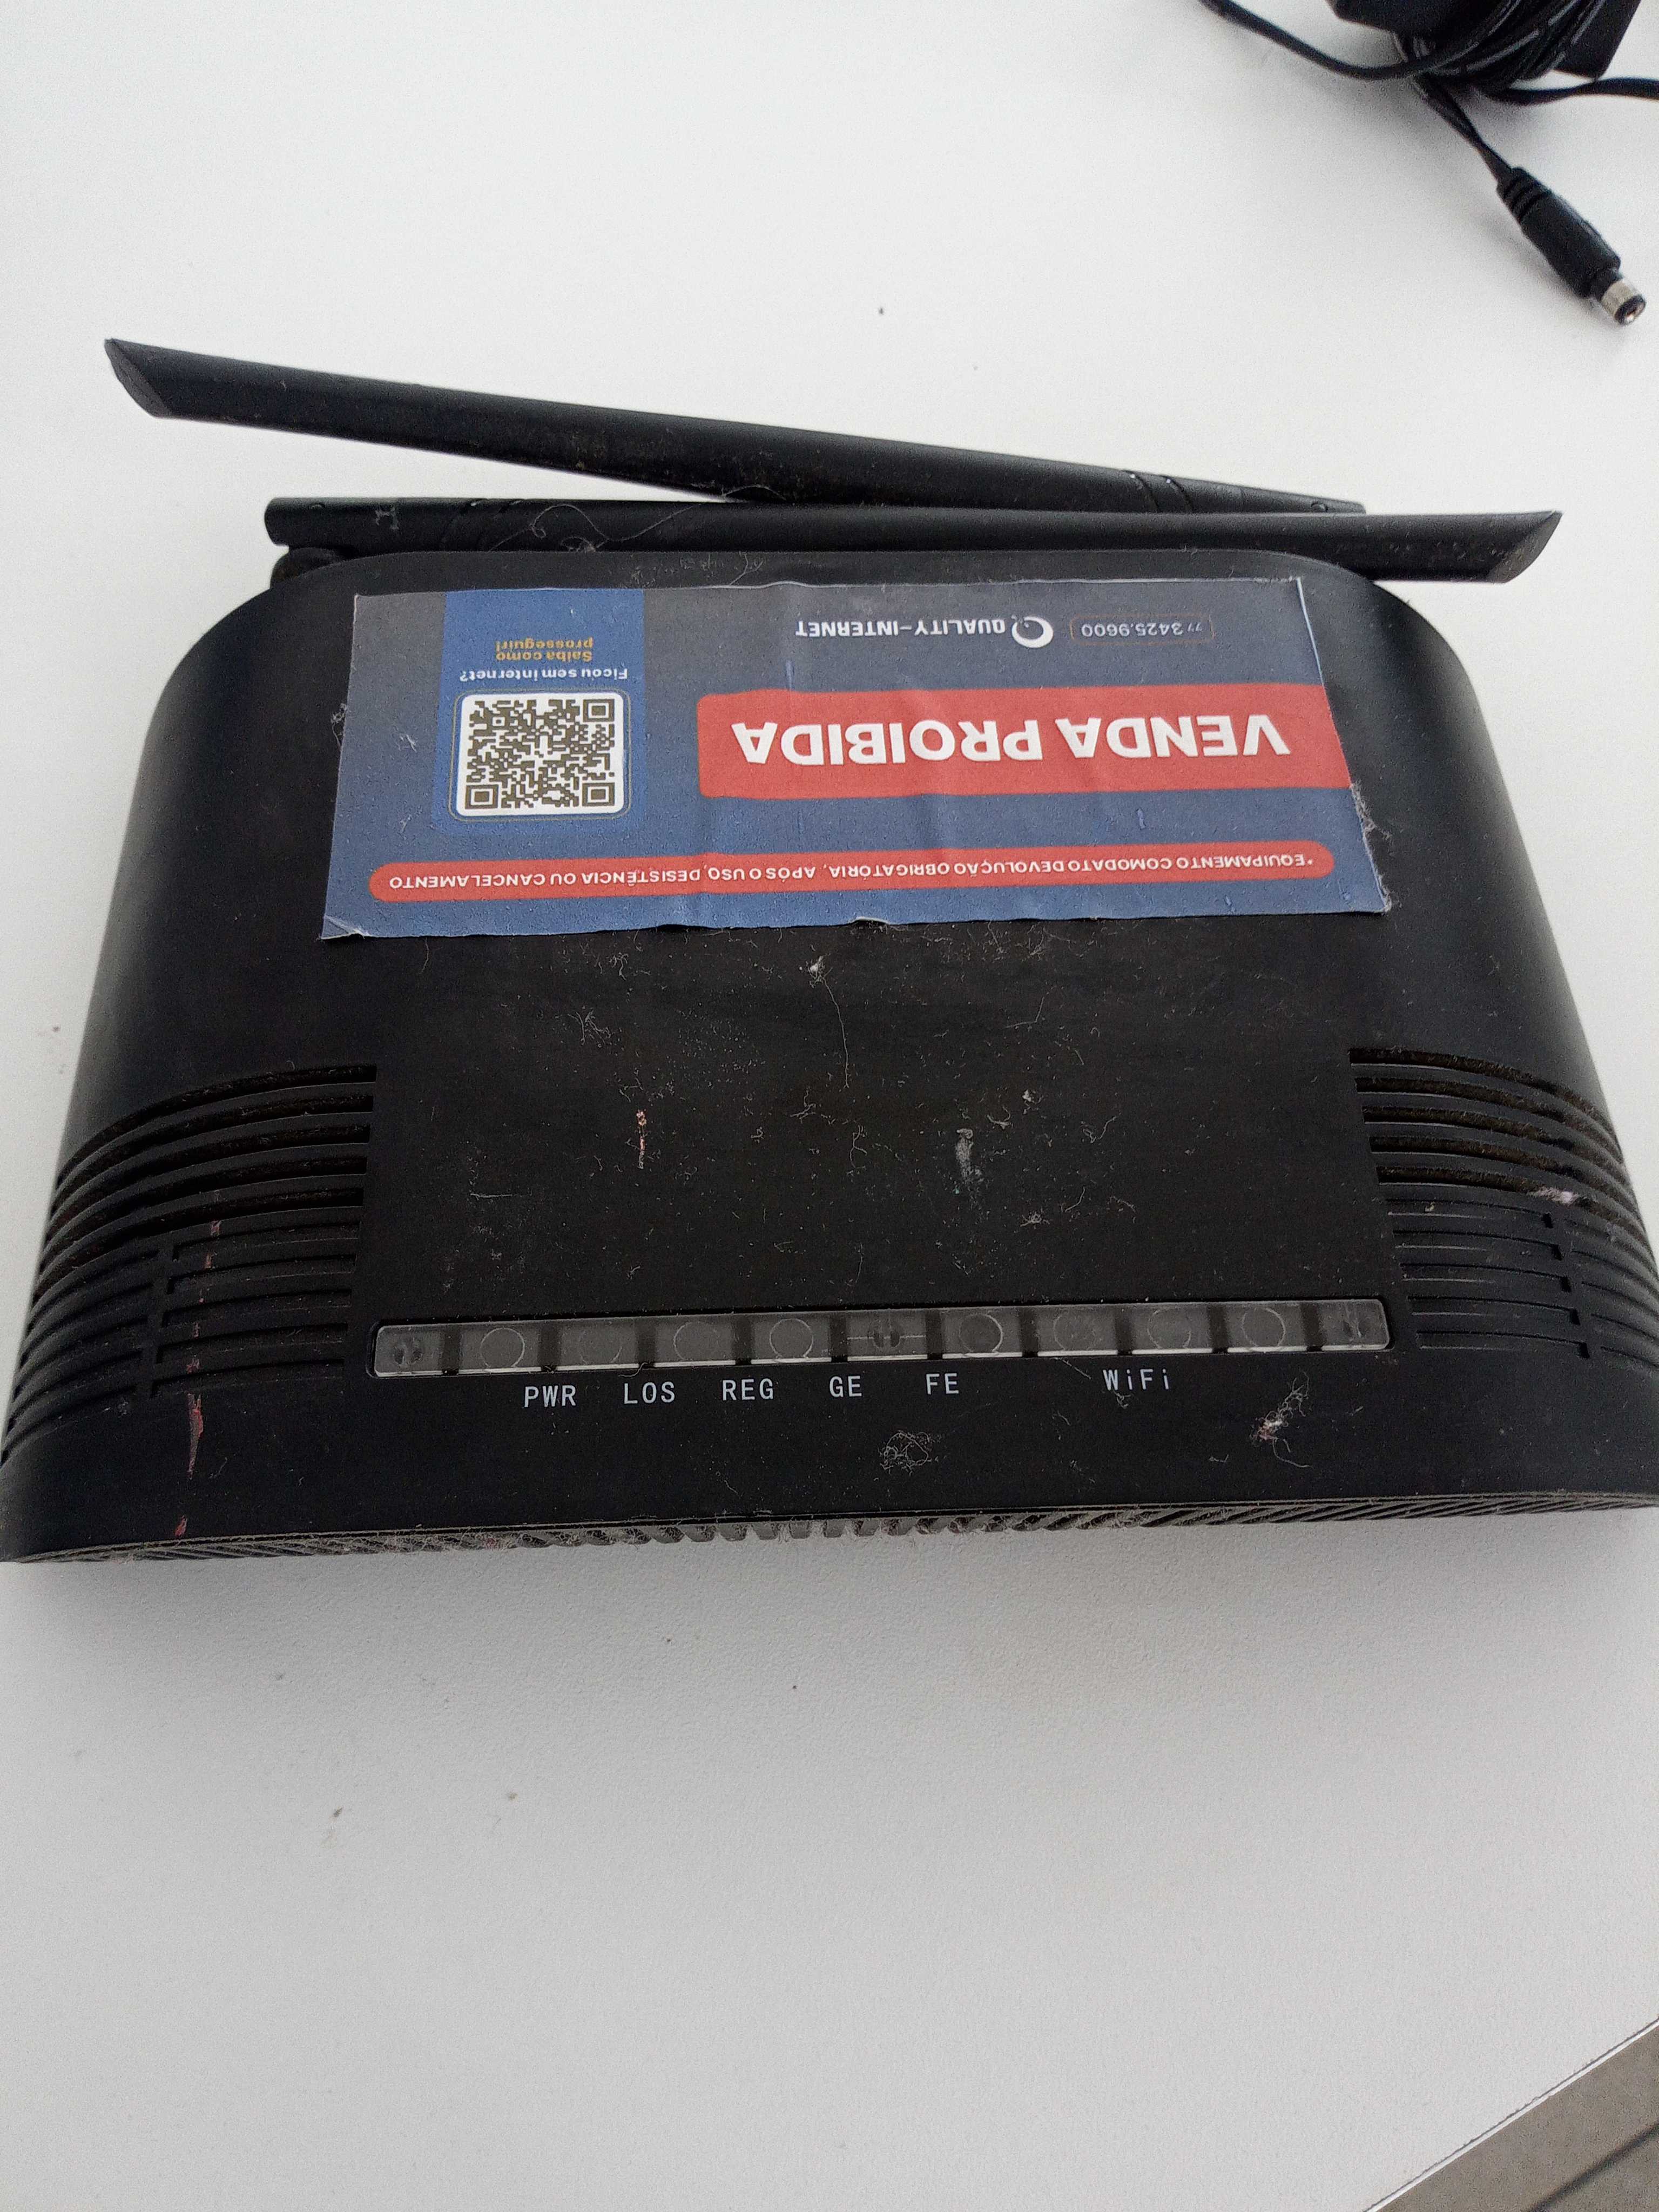 77 3425.9600
QUALITY-INTERNET
VENDA PROIBIDA
Ficou sem internet?
Saiba como
prosseguir!
*EQUIPAMENTO COMODATO DEVOLUÇÃO OBRIGATÓRIA, APÓS O USO, DESISTÊNCIA OU CANCELAMENTO
PWR LOS REG GE FE WiFi